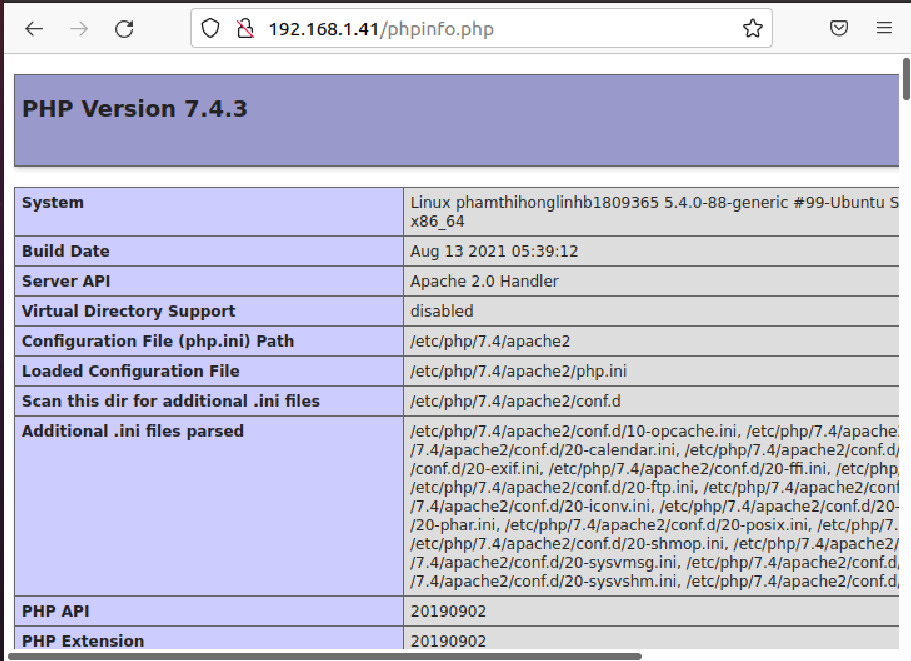 192.168.1.41/phpinfo.php
PHP Version 7.4.3
System Linux phamthihonglinhb1809365 5.4.0-88-generic #99-Ubuntu S
x86_64
Build Date Aug 13 2021 05:39:12
Server API Apache 2.0 Handler
Virtual Directory Support disabled
Configuration File (php.ini) Path /etc/php/7.4/apache2
Loaded Configuration File /etc/php/7.4/apache2/php.ini
Scan this dir for additional .ini files /etc/php/7.4/apache2/conf.d
Additional .ini files parsed /etc/php/7.4/apache2/conf.d/10-opcache.ini, /etc/php/7.4/apache
/7.4/apache2/conf.d/20-calendar.ini, /etc/php/7.4/apache2/conf.d/
/conf.d/20-exif.ini, /etc/php/7.4/apache2/conf.d/20-ffi.ini, /etc/php
/etc/php/7.4/apache2/conf.d/20-ftp.ini, /etc/php/7.4/apache2/conf
/7.4/apache2/conf.d/20-iconv.ini, /etc/php/7.4/apache2/conf.d/20-
/20-phar.ini, /etc/php/7.4/apache2/conf.d/20-posix.ini, /etc/php/7.
/etc/php/7.4/apache2/conf.d/20-shmop.ini, /etc/php/7.4/apache2/
/7.4/apache2/conf.d/20-sysvmsg.ini, /etc/php/7.4/apache2/conf.d/
/7.4/apache2/conf.d/20-sysvshm.ini, /etc/php/7.4/apache2/conf.d/
PHP API 20190902
PHP Extension 20190902